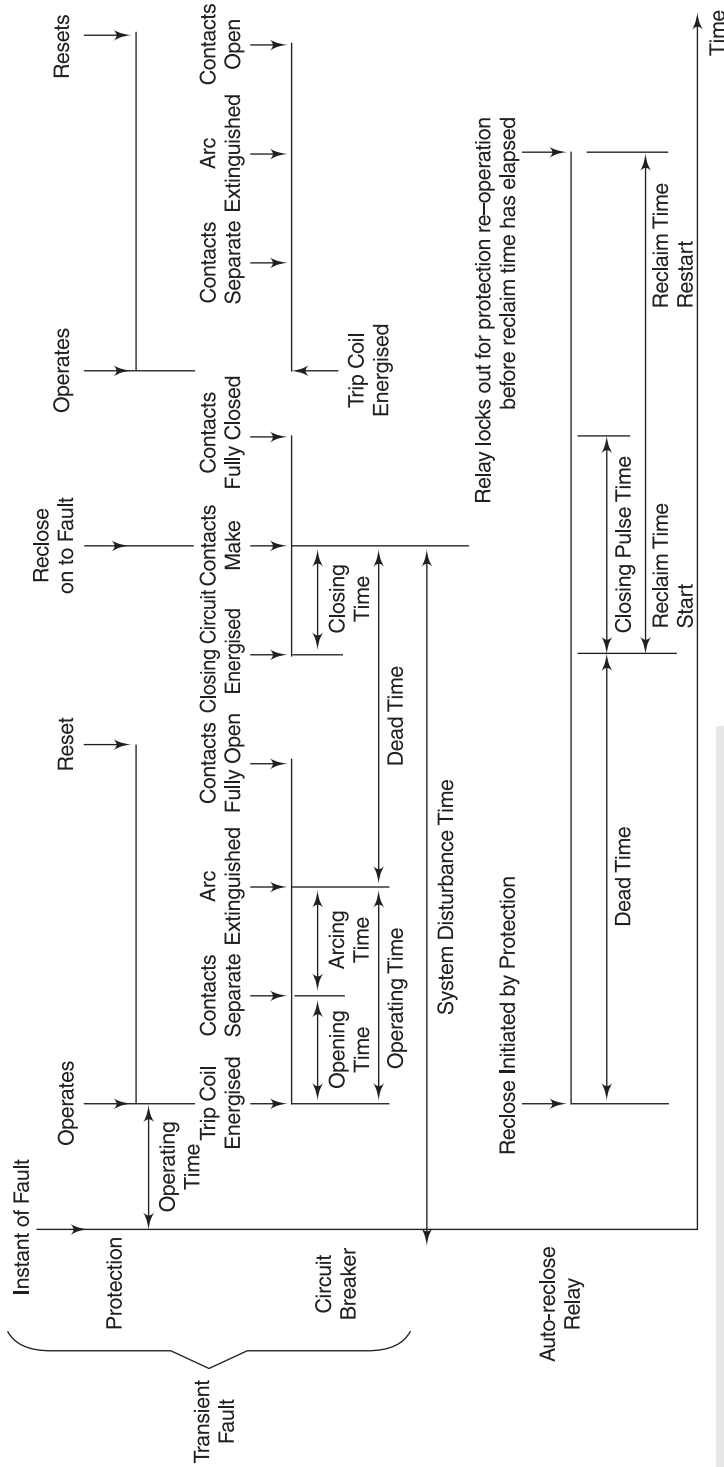 Instant of Fault
Operates
Reset
Reclose
on to Fault
Operates
Resets
Transient
Fault
Protection
Operating
Time
Trip Coil
Energised
Contacts
Separate
Arc
Extinguished
Contacts
Fully Open
Closing Circuit
Energised
Contacts
Make
Contacts
Fully Closed
Contacts
Separate
Arc
Extinguished
Contacts
Open
Circuit
Breaker
Opening
Time
Arcing
Time
Closing
Time
Trip Coil
Energised
Operating Time
Dead Time
System Disturbance Time
Auto-reclose
Relay
Reclose Initiated by Protection
Relay locks out for protection re-operation
before reclaim time has elapsed
Dead Time
Closing Pulse Time
Reclaim Time
Start
Reclaim Time
Restart
Time